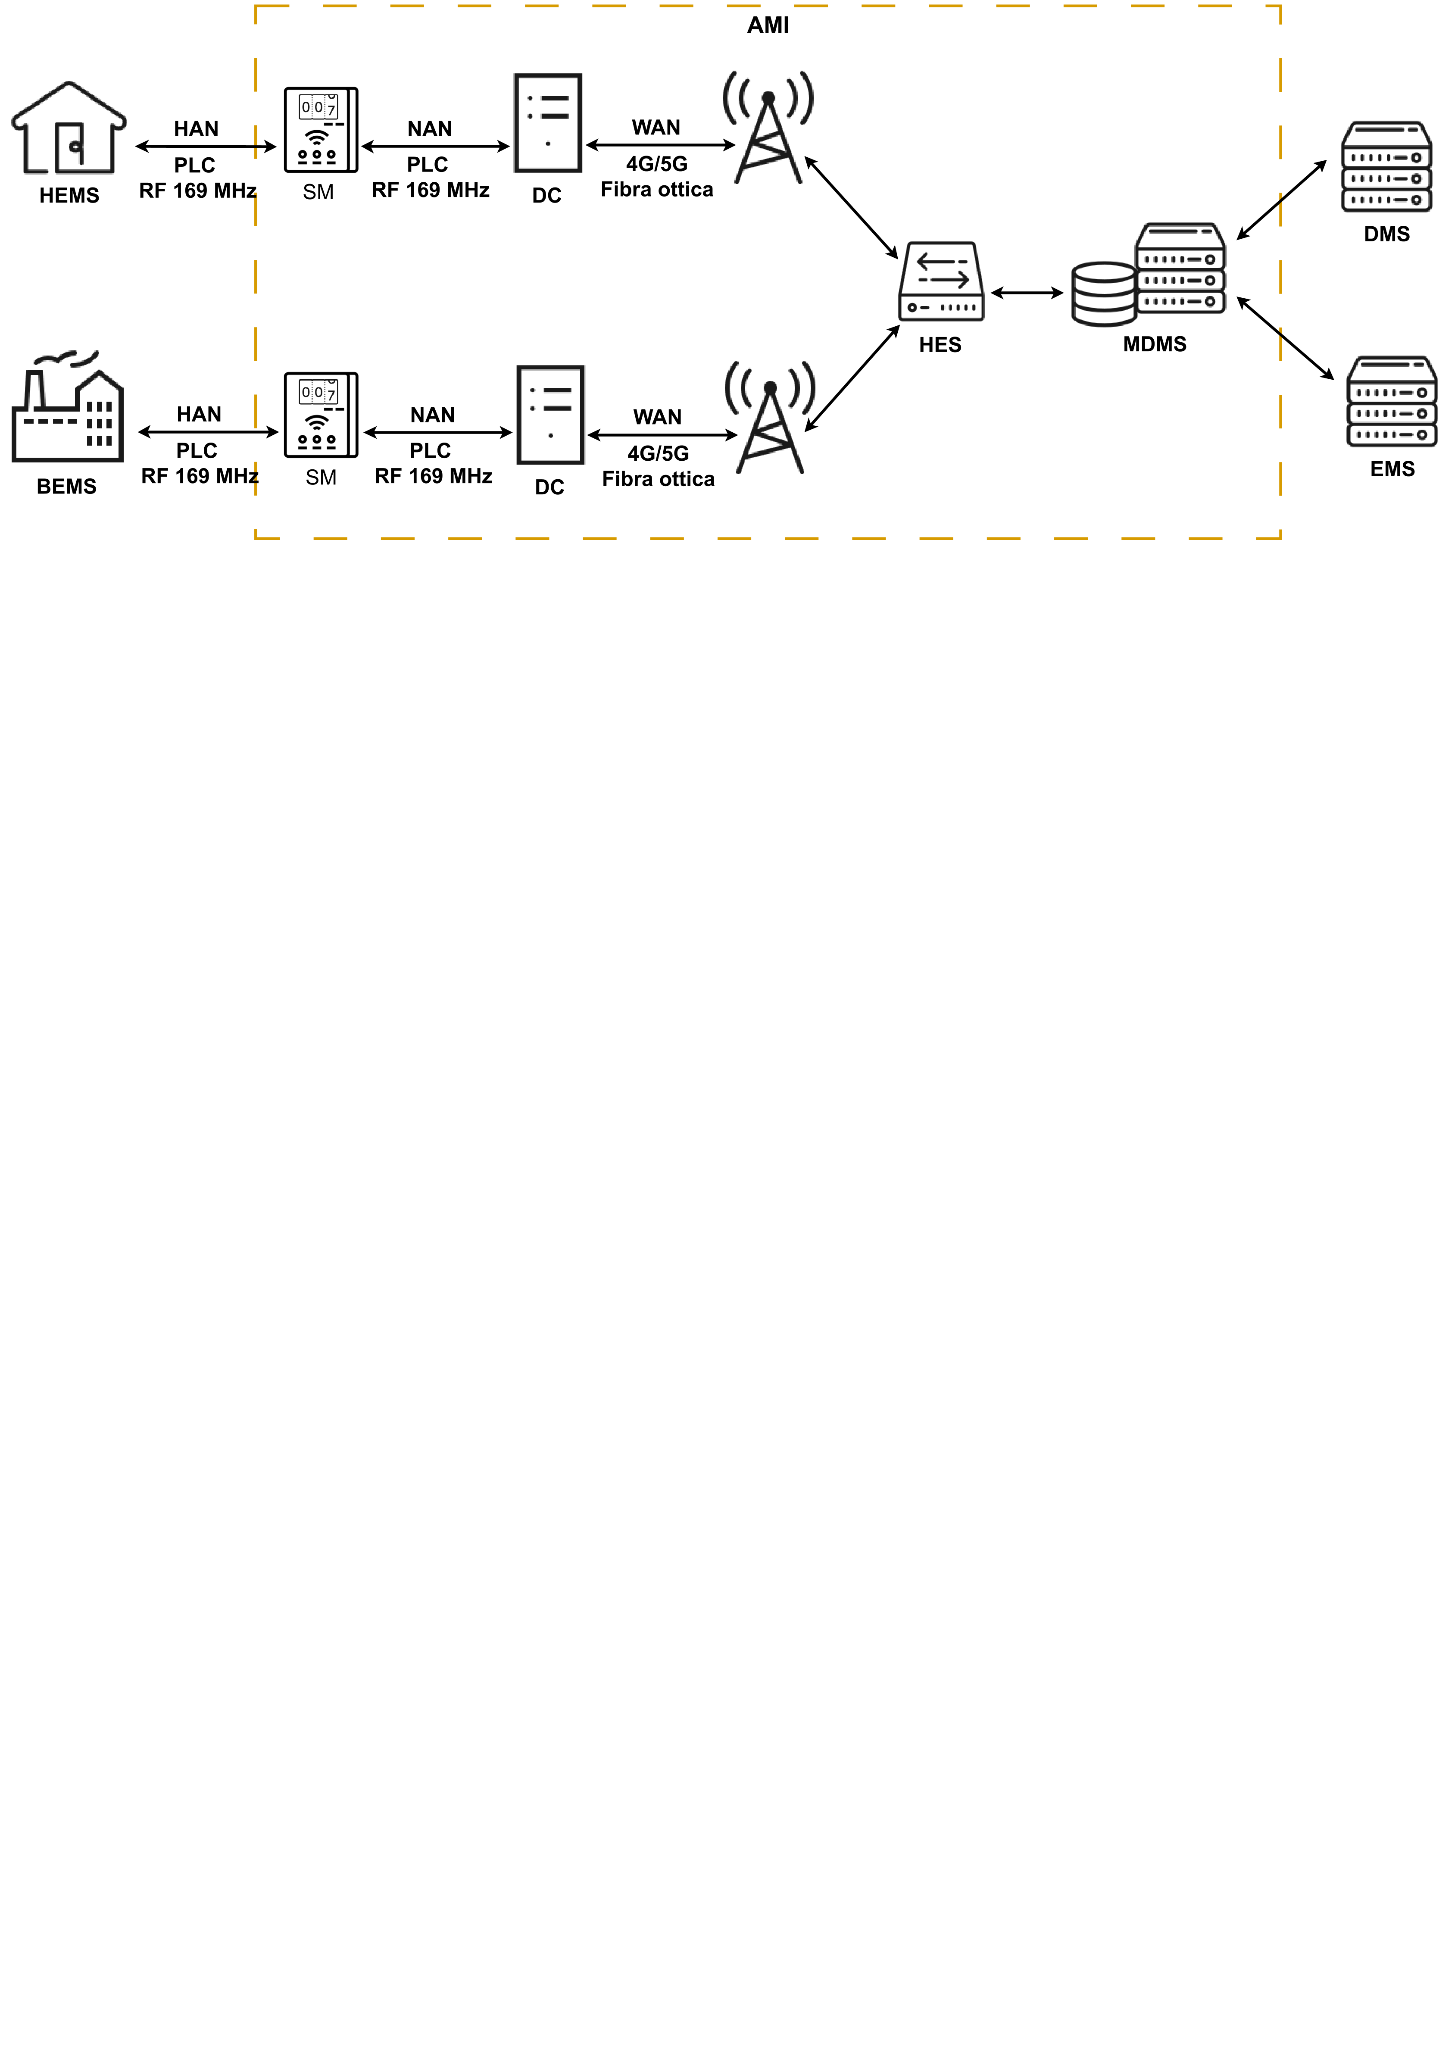 AMI
HAN
PLC
RF 169 MHz
NAN
PLC
RF 169 MHz
WAN
4G/5G
Fibra ottica
HEMS
007
SM
DC
DMS
HES
MDMS
HAN
PLC
RF 169 MHz
NAN
PLC
RF 169 MHz
WAN
4G/5G
Fibra ottica
BEMS
007
SM
DC
EMS